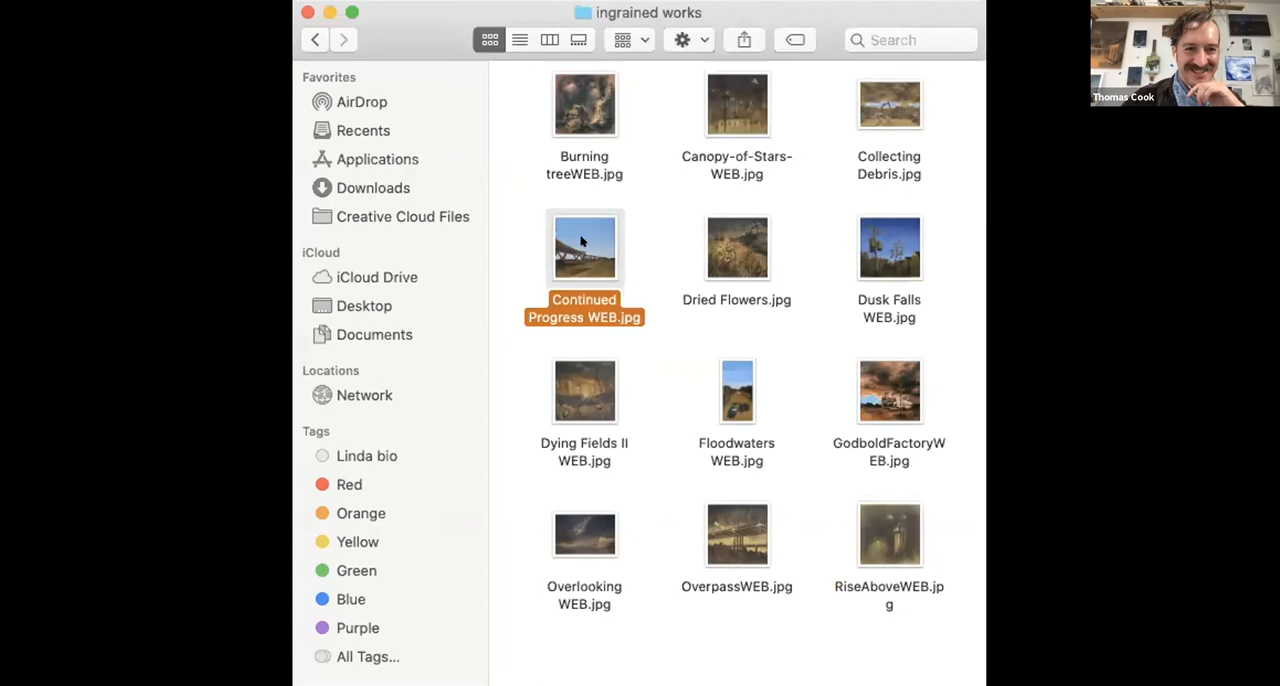 ingrained works
Search
Thomas Cook
Favorites
AirDrop
Recents
Applications
Downloads
Creative Cloud Files
iCloud
iCloud Drive
Desktop
Documents
Locations
Network
Tags
Linda bio
Red
Orange
Yellow
Green
Blue
Purple
All Tags...
Burning
treeWEB.jpg
Canopy-of-Stars-
WEB.jpg
Collecting
Debris.jpg
Continued
Progress WEB.jpg
Dried Flowers.jpg
Dusk Falls
WEB.jpg
Dying Fields II
WEB.jpg
Floodwaters
WEB.jpg
GodboldFactoryW
EB.jpg
Overlooking
WEB.jpg
OverpassWEB.jpg
RiseAboveWEB.jp
g